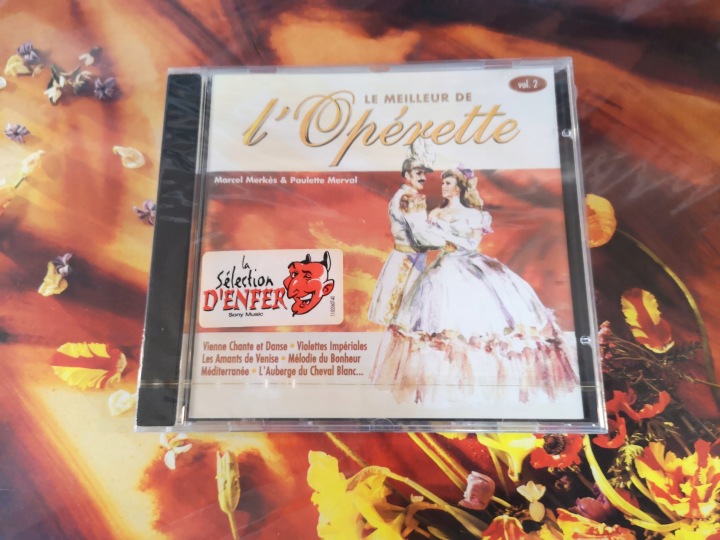 LE MEILLEUR DE
vol. 2
l'Opérette
Marcel Merkès & Paulette Merval
la
Sélection
D'ENFER
Sony Music
Vienne Chante et Danse • Violettes Impériales
Les Amants de Venise • Mélodie du Bonheur
Méditerranée • L'Auberge du Cheval Blanc...